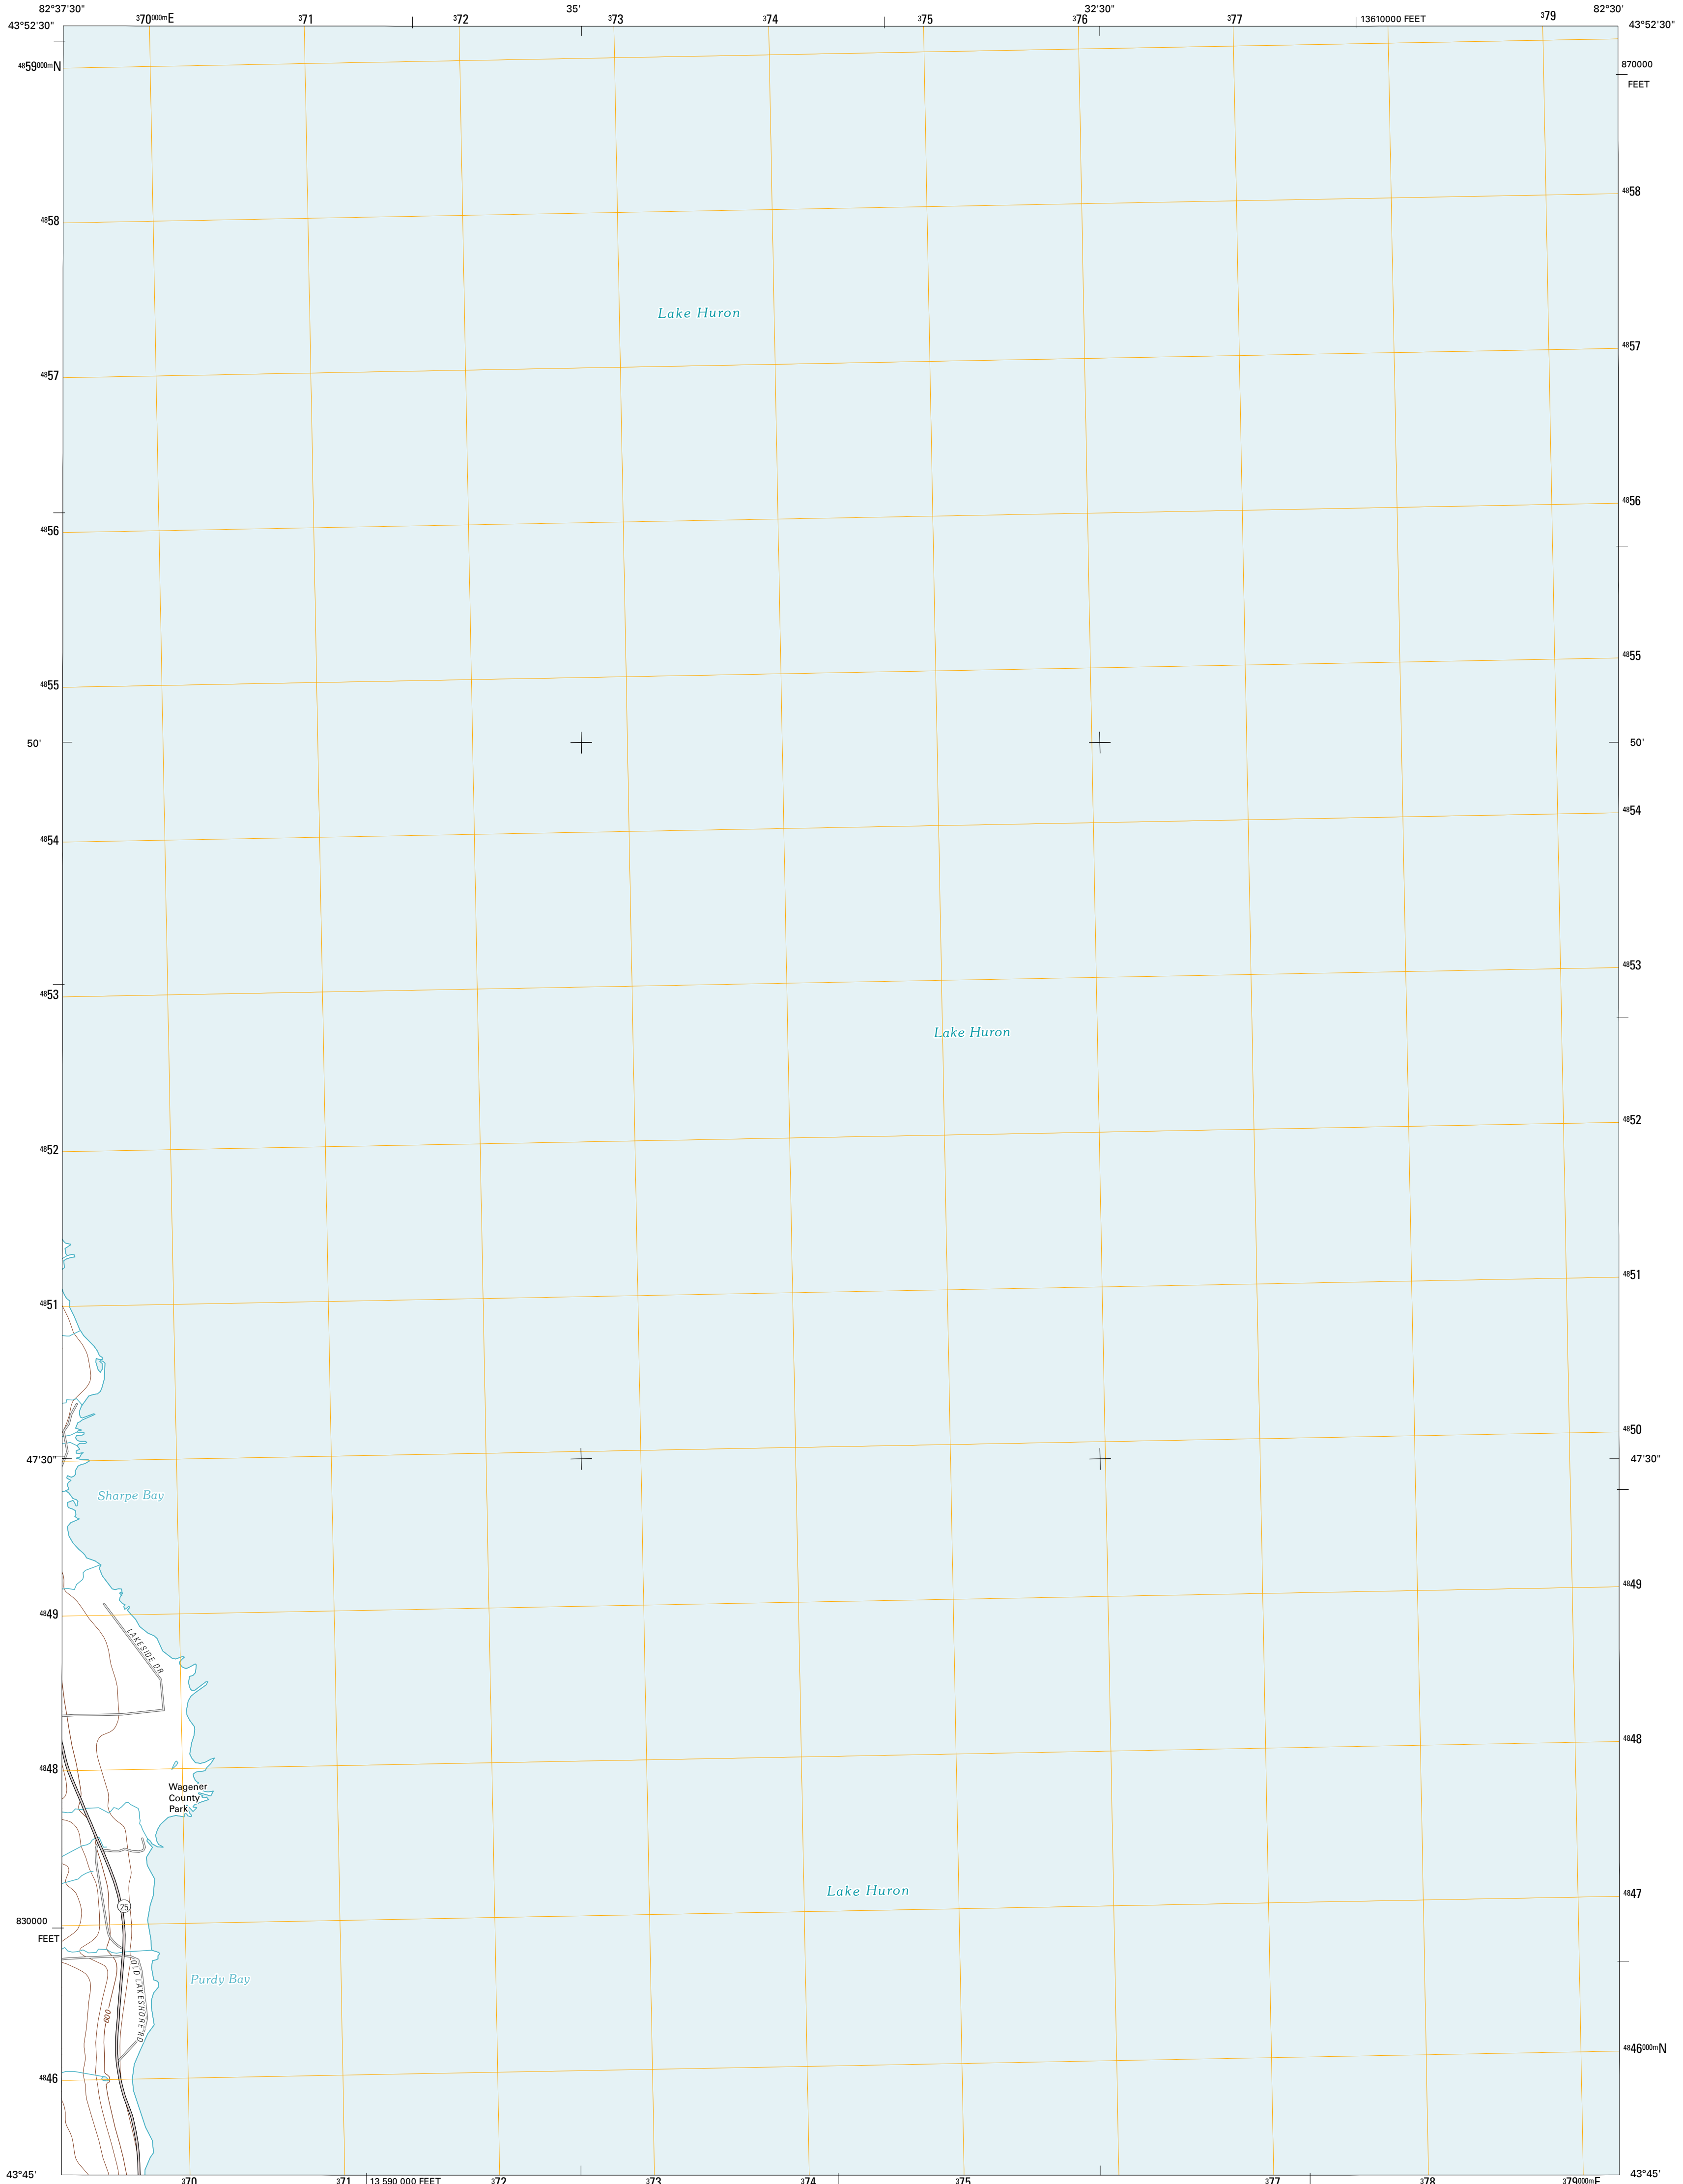 82°37'30" 35' 32'30" 82°30'
370000mE 371 372 373 374 375 376 377 13610000 FEET 379
43°52'30" 43°52'30"
4859000mN
870000
FEET
4858 4858
Lake Huron
4857 4857
4856 4856
4855 4855
50' 50'
4854 4854
4853 4853
Lake Huron
4852 4852
4851 4851
4850
47'30" 47'30"
Sharpe Bay
4849 4849
LAKESIDE DR
4848 4848
Wagener
County
Park
Lake Huron
4847
25
830000
FEET
OLD LAKESHORE RD
Purdy Bay
600
4846000mN
4846
43°45' 43°45'
370 371 13 590 000 FEET 372 373 374 375 377 378 379000mE